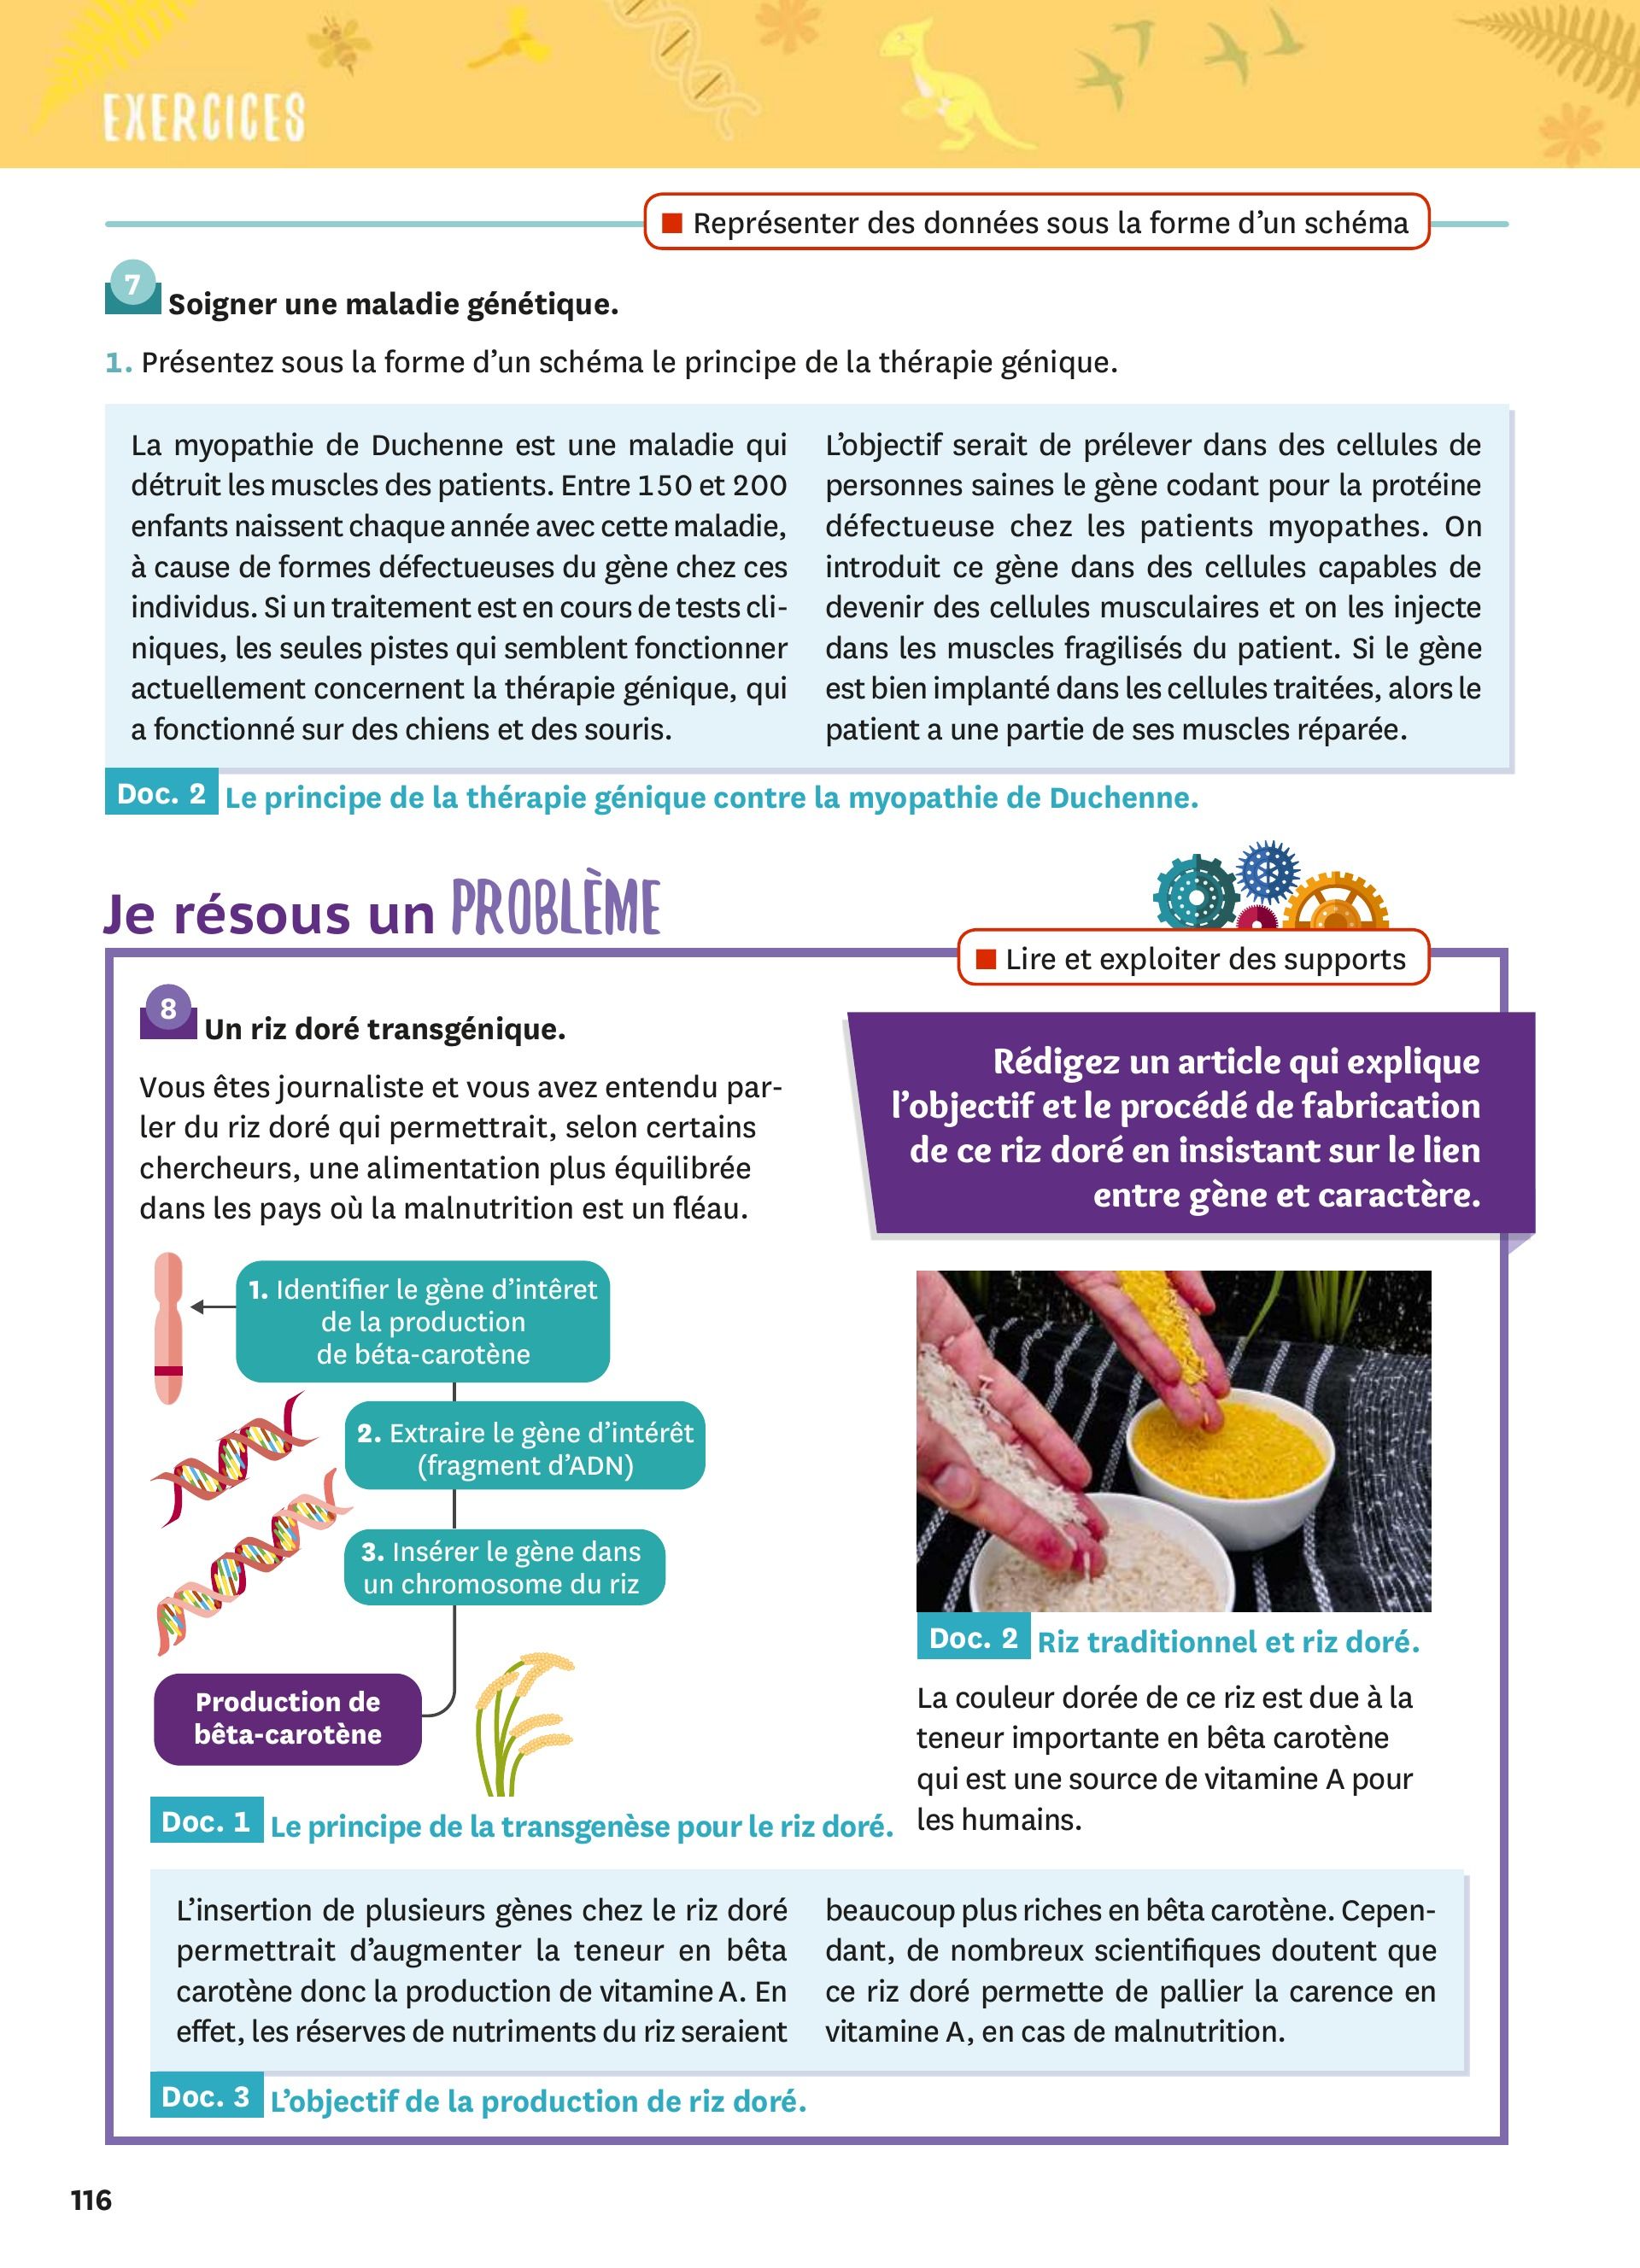 EXERCICES
Représenter des données sous la forme d'un schéma
7
Soigner une maladie génétique.
1. Présentez sous la forme d'un schéma le principe de la thérapie génique.
La myopathie de Duchenne est une maladie qui
détruit les muscles des patients. Entre 150 et 200
enfants naissent chaque année avec cette maladie,
à cause de formes défectueuses du gène chez ces
individus. Si un traitement est en cours de tests cli-
niques, les seules pistes qui semblent fonctionner
actuellement concernent la thérapie génique, qui
a fonctionné sur des chiens et des souris.
L'objectif serait de prélever dans des cellules de
personnes saines le gène codant pour la protéine
défectueuse chez les patients myopathes. On
introduit ce gène dans des cellules capables de
devenir des cellules musculaires et on les injecte
dans les muscles fragilisés du patient. Si le gène
est bien implanté dans les cellules traitées, alors le
patient a une partie de ses muscles réparée.
Doc. 2 Le principe de la thérapie génique contre la myopathie de Duchenne.
Je résous un PROBLÈME
Lire et exploiter des supports
8
Un riz doré transgénique.
Vous êtes journaliste et vous avez entendu par-
ler du riz doré qui permettrait, selon certains
chercheurs, une alimentation plus équilibrée
dans les pays où la malnutrition est un fléau.
Rédigez un article qui explique
l'objectif et le procédé de fabrication
de ce riz doré en insistant sur le lien
entre gène et caractère.
1. Identifier le gène d'intêret
de la production
de béta-carotène
2. Extraire le gène d'intérêt
(fragment d'ADN)
3. Insérer le gène dans
un chromosome du riz
Production de
bêta-carotène
Doc. 1 Le principe de la transgenèse pour le riz doré.
Doc. 2 Riz traditionnel et riz doré.
La couleur dorée de ce riz est due à la
teneur importante en bêta carotène
qui est une source de vitamine A pour
les humains.
L'insertion de plusieurs gènes chez le riz doré
permettrait d'augmenter la teneur en bêta
carotène donc la production de vitamine A. En
effet, les réserves de nutriments du riz seraient
beaucoup plus riches en bêta carotène. Cepen-
dant, de nombreux scientifiques doutent que
ce riz doré permette de pallier la carence en
vitamine A, en cas de malnutrition.
Doc. 3 L'objectif de la production de riz doré.
116